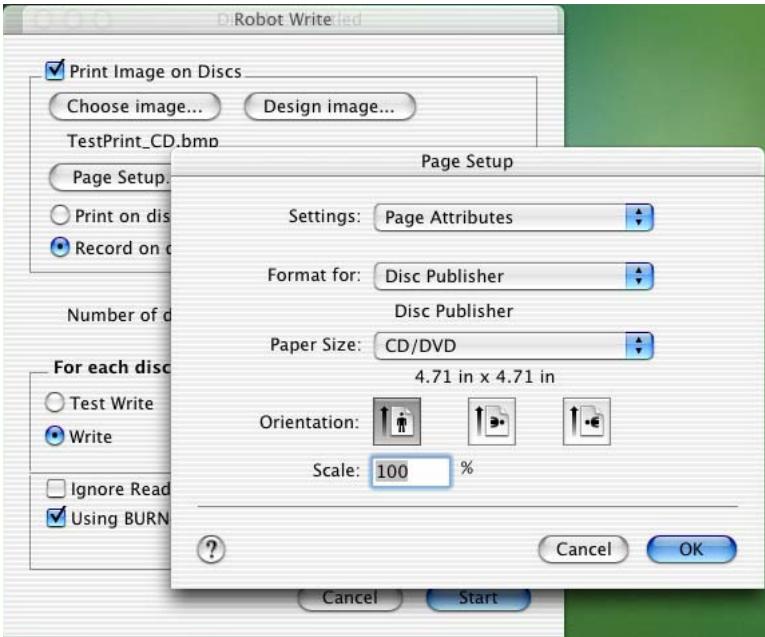 Robot Write
Print Image on Discs
Choose image... Design image...
TestPrint_CD.bmp
Page Setup.
Print on dis
Record on
Number of d
For each disc
Test Write
Write
Ignore Read
Using BURN
Cancel Start
Page Setup
Settings: Page Attributes
Format for: Disc Publisher
Disc Publisher
Paper Size: CD/DVD
4.71 in x 4.71 in
Orientation:
Scale: 100 %
? Cancel OK